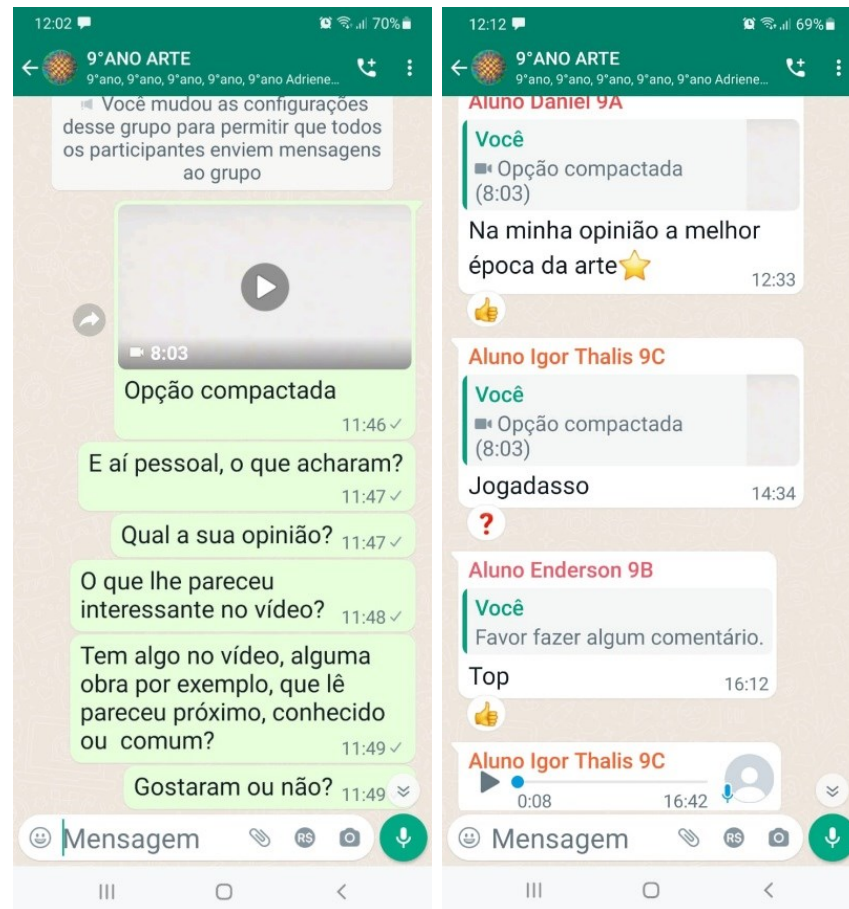 12:02
70%
9°ANO ARTE
9°ano, 9°ano, 9°ano, 9°ano, 9°ano Adriene...
Você mudou as configurações
desse grupo para permitir que todos
os participantes enviem mensagens
ao grupo
8:03
Opção compactada
11:46
E aí pessoal, o que acharam?
11:47
Qual a sua opinião? 11:47
O que lhe pareceu
interessante no vídeo? 11:48
Tem algo no vídeo, alguma
obra por exemplo, que lê
pareceu próximo, conhecido
ou comum?
11:49
Gostaram ou não? 11:49
Mensagem
R$
12:12
69%
9°ANO ARTE
9°ano, 9°ano, 9°ano, 9°ano, 9°ano Adriene...
Aluno Daniel 9A
Você
Opção compactada
(8:03)
Na minha opinião a melhor
época da arte
12:33
Aluno Igor Thalis 9C
Você
Opção compactada
(8:03)
Jogadasso
14:34
Aluno Enderson 9B
Você
Favor fazer algum comentário.
Top
16:12
Aluno Igor Thalis 9C
0:08 16:42
Mensagem
R$